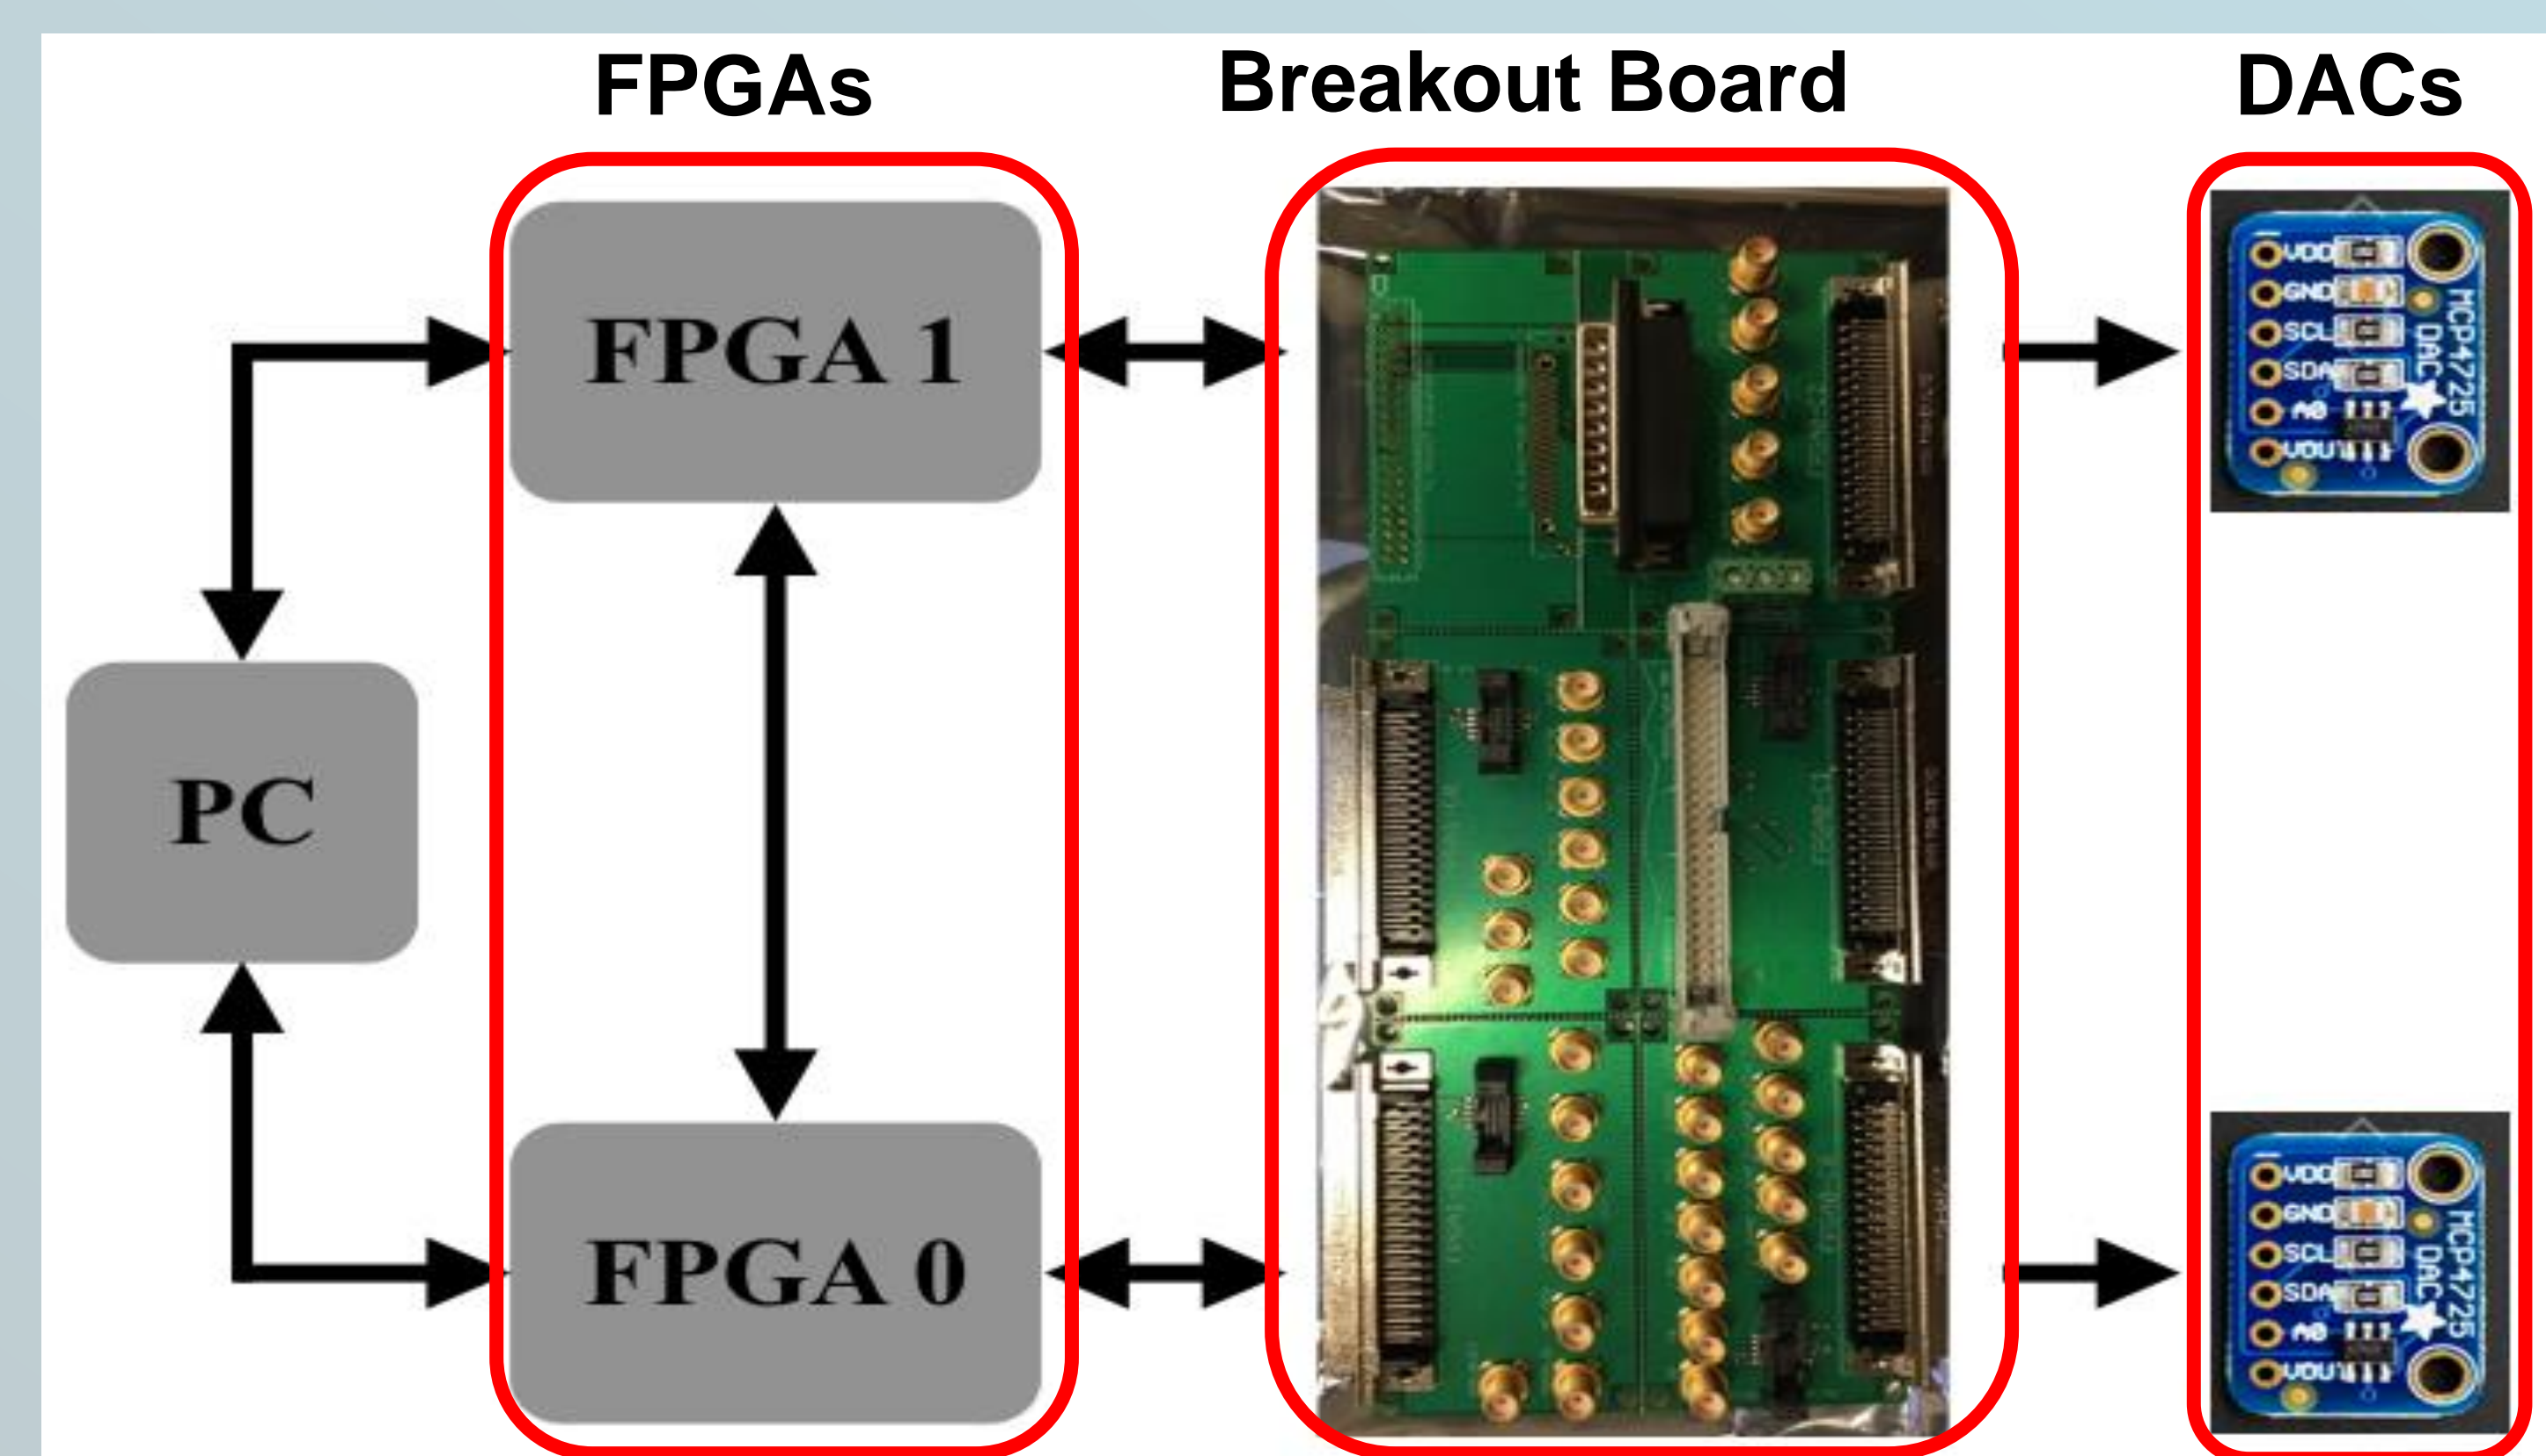 FPGAs
Breakout Board
DACs
FPGA 1
PC
FPGA 0
VDD
GND
SCL
SDA
A0
VOUT
MCP4725
DAC
VDD
GND
SCL
SDA
A0
VOUT
MCP4725
DAC